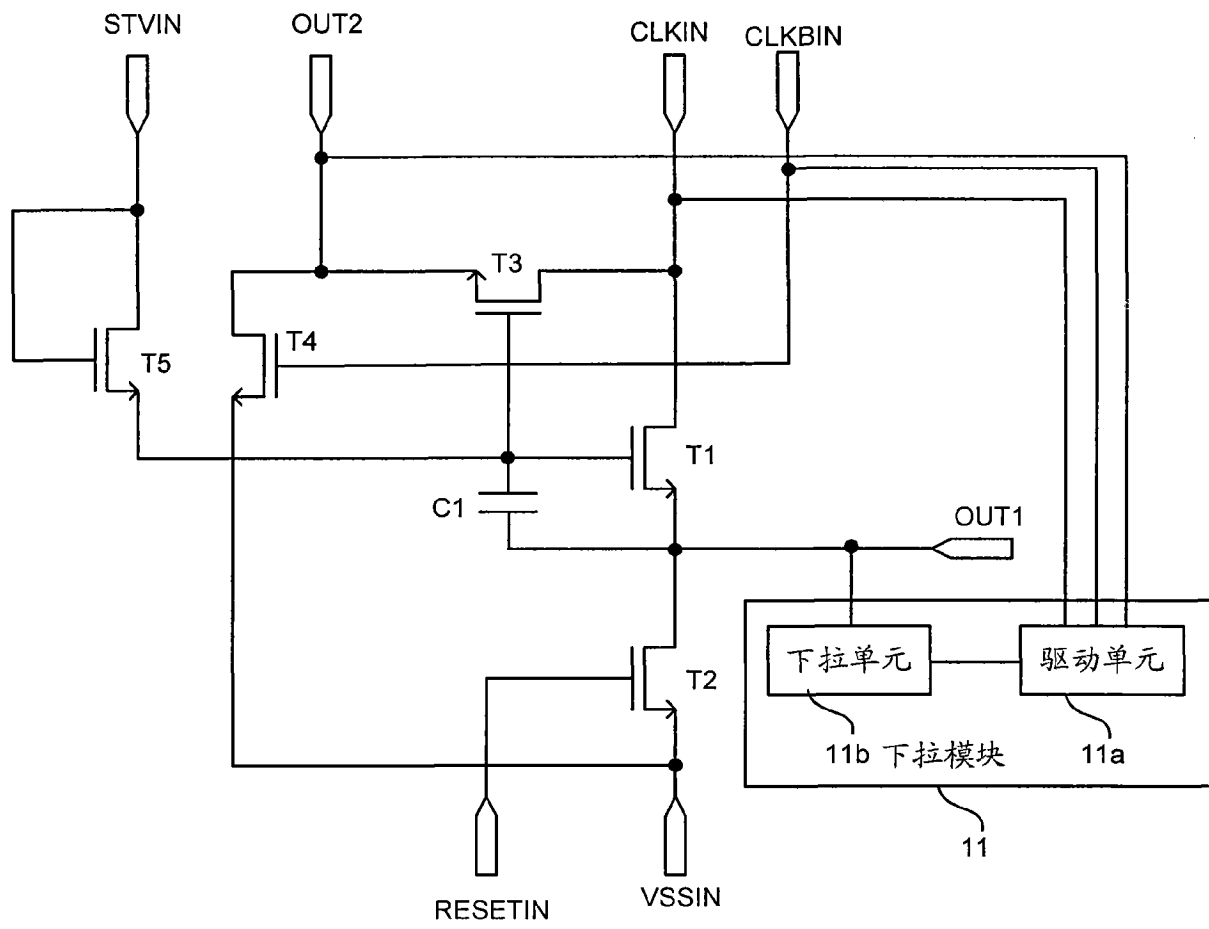 STVIN
OUT2
CLKIN
CLKBIN
T3
T4
T5
T1
C1
OUT1
T2
下拉单元
驱动单元
11b
下拉模块
11a
11
RESETIN
VSSIN